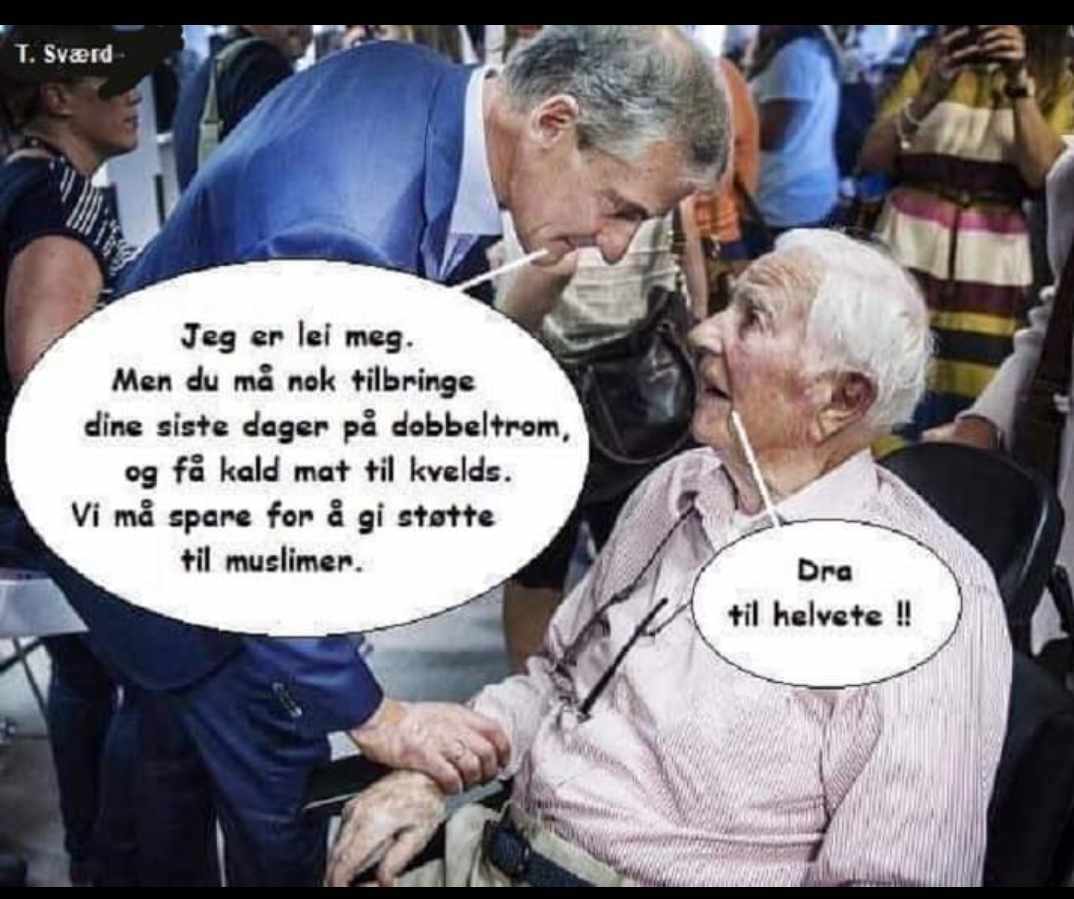 T. Sværd
Jeg er lei meg.
Men du må nok tilbringe
dine siste dager på dobbeltrom,
og få kald mat til kvelds.
Vi må spare for å gi støtte
til muslimer.
Dra
til helvete !!